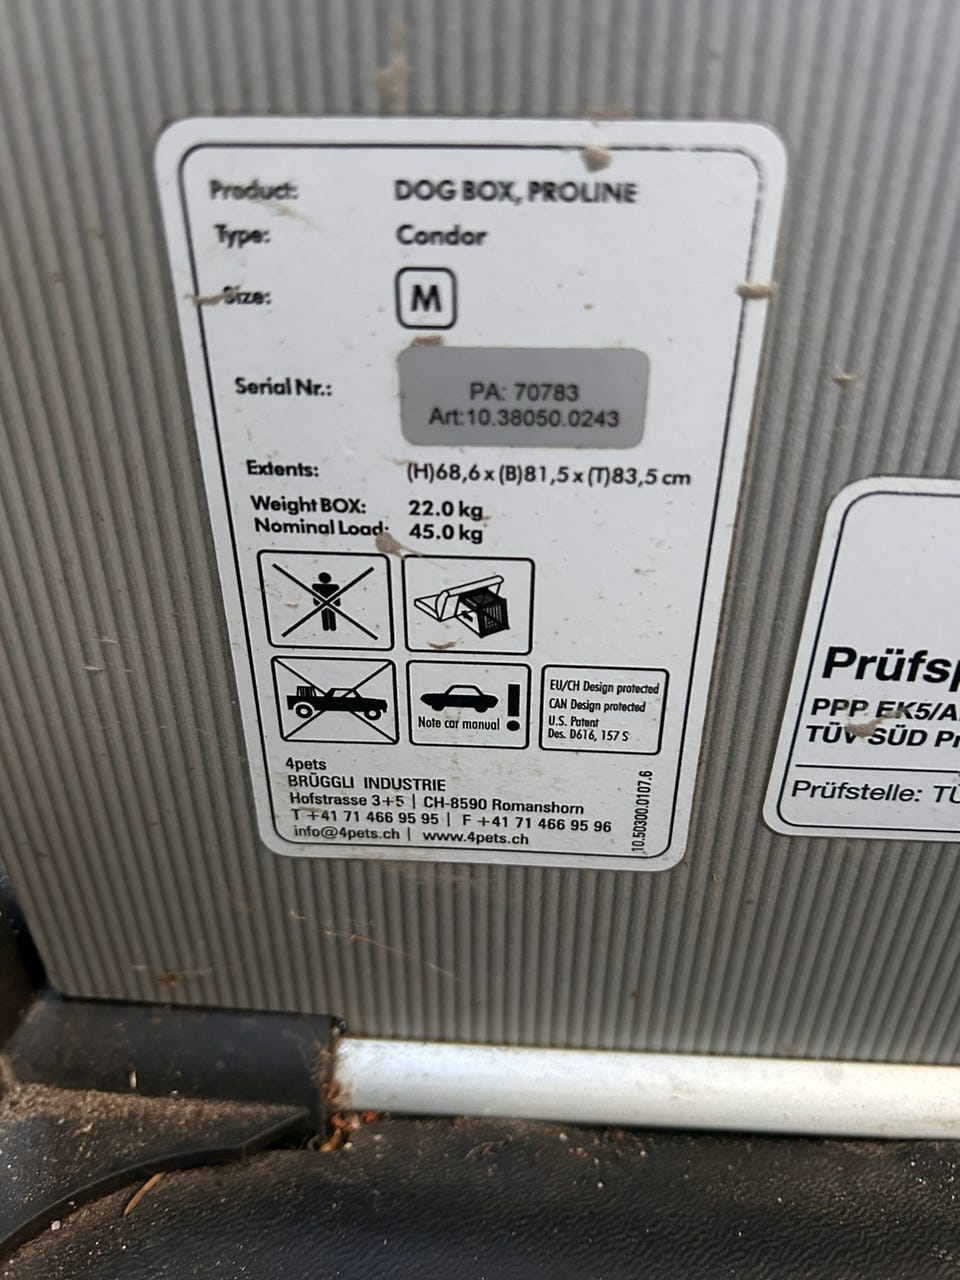 Product: DOG BOX, PROLINE
Type: Condor
Size: M
Serial Nr.: PA: 70783
Art:10.38050.0243
Extents: (H)68,6 x (B)81,5 x (T)83,5 cm
Weight BOX: 22.0 kg
Nominal Load: 45.0 kg
Note car manual
EU/CH Design protected
CAN Design protected
U.S. Patent
Des. D616, 157 S
4pets
BRÜGGLI INDUSTRIE
Hofstrasse 3+5 | CH-8590 Romanshorn
T +41 71 466 95 95 | F +41 71 466 95 96
info@4pets.ch | www.4pets.ch
10.50300.0107.6
PPP EK5/A
TÜV SÜD
Prüfstelle: TÜ